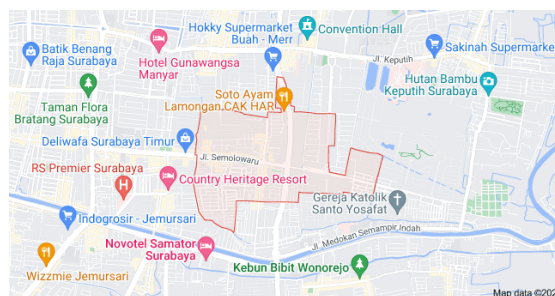 Hokky Supermarket
Buah - Merr
Convention Hall
Batik Benang
Raja Surabaya
Hotel Gunawangsa
Manyar
Jl. Keputih
Sakinah Supermarket
Taman Flora
Bratang Surabaya
Soto Ayam
Lamongan CAK HAR
Hutan Bambu
Keputih Surabaya
Deliwafa Surabaya Timur
Jl. Semolowaru
RS Premier Surabaya
Country Heritage Resort
Gereja Katolik
Santo Yosafat
Indogrosir - Jemursari
Novotel Samator
Surabaya
Jl. Medokan Semampir Indah
Wizzmie Jemursari
Kebun Bibit Wonorejo
Map data ©202